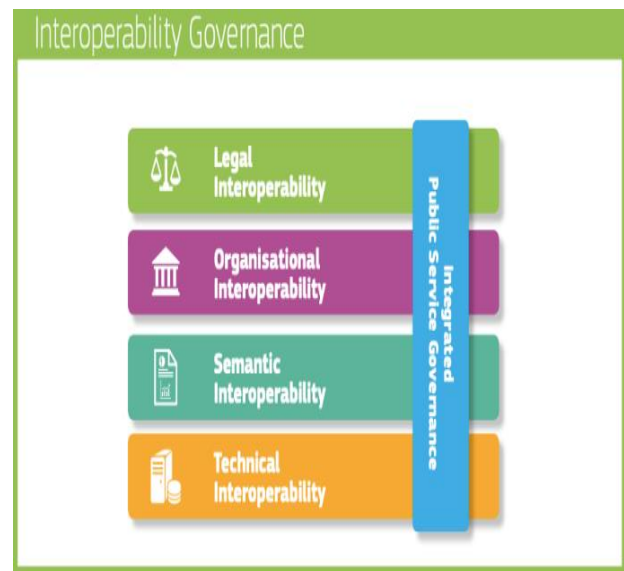 Interoperability Governance
Legal
Interoperability
Organisational
Interoperability
Semantic
Interoperability
Technical
Interoperability
Integrated
Public Service Governance